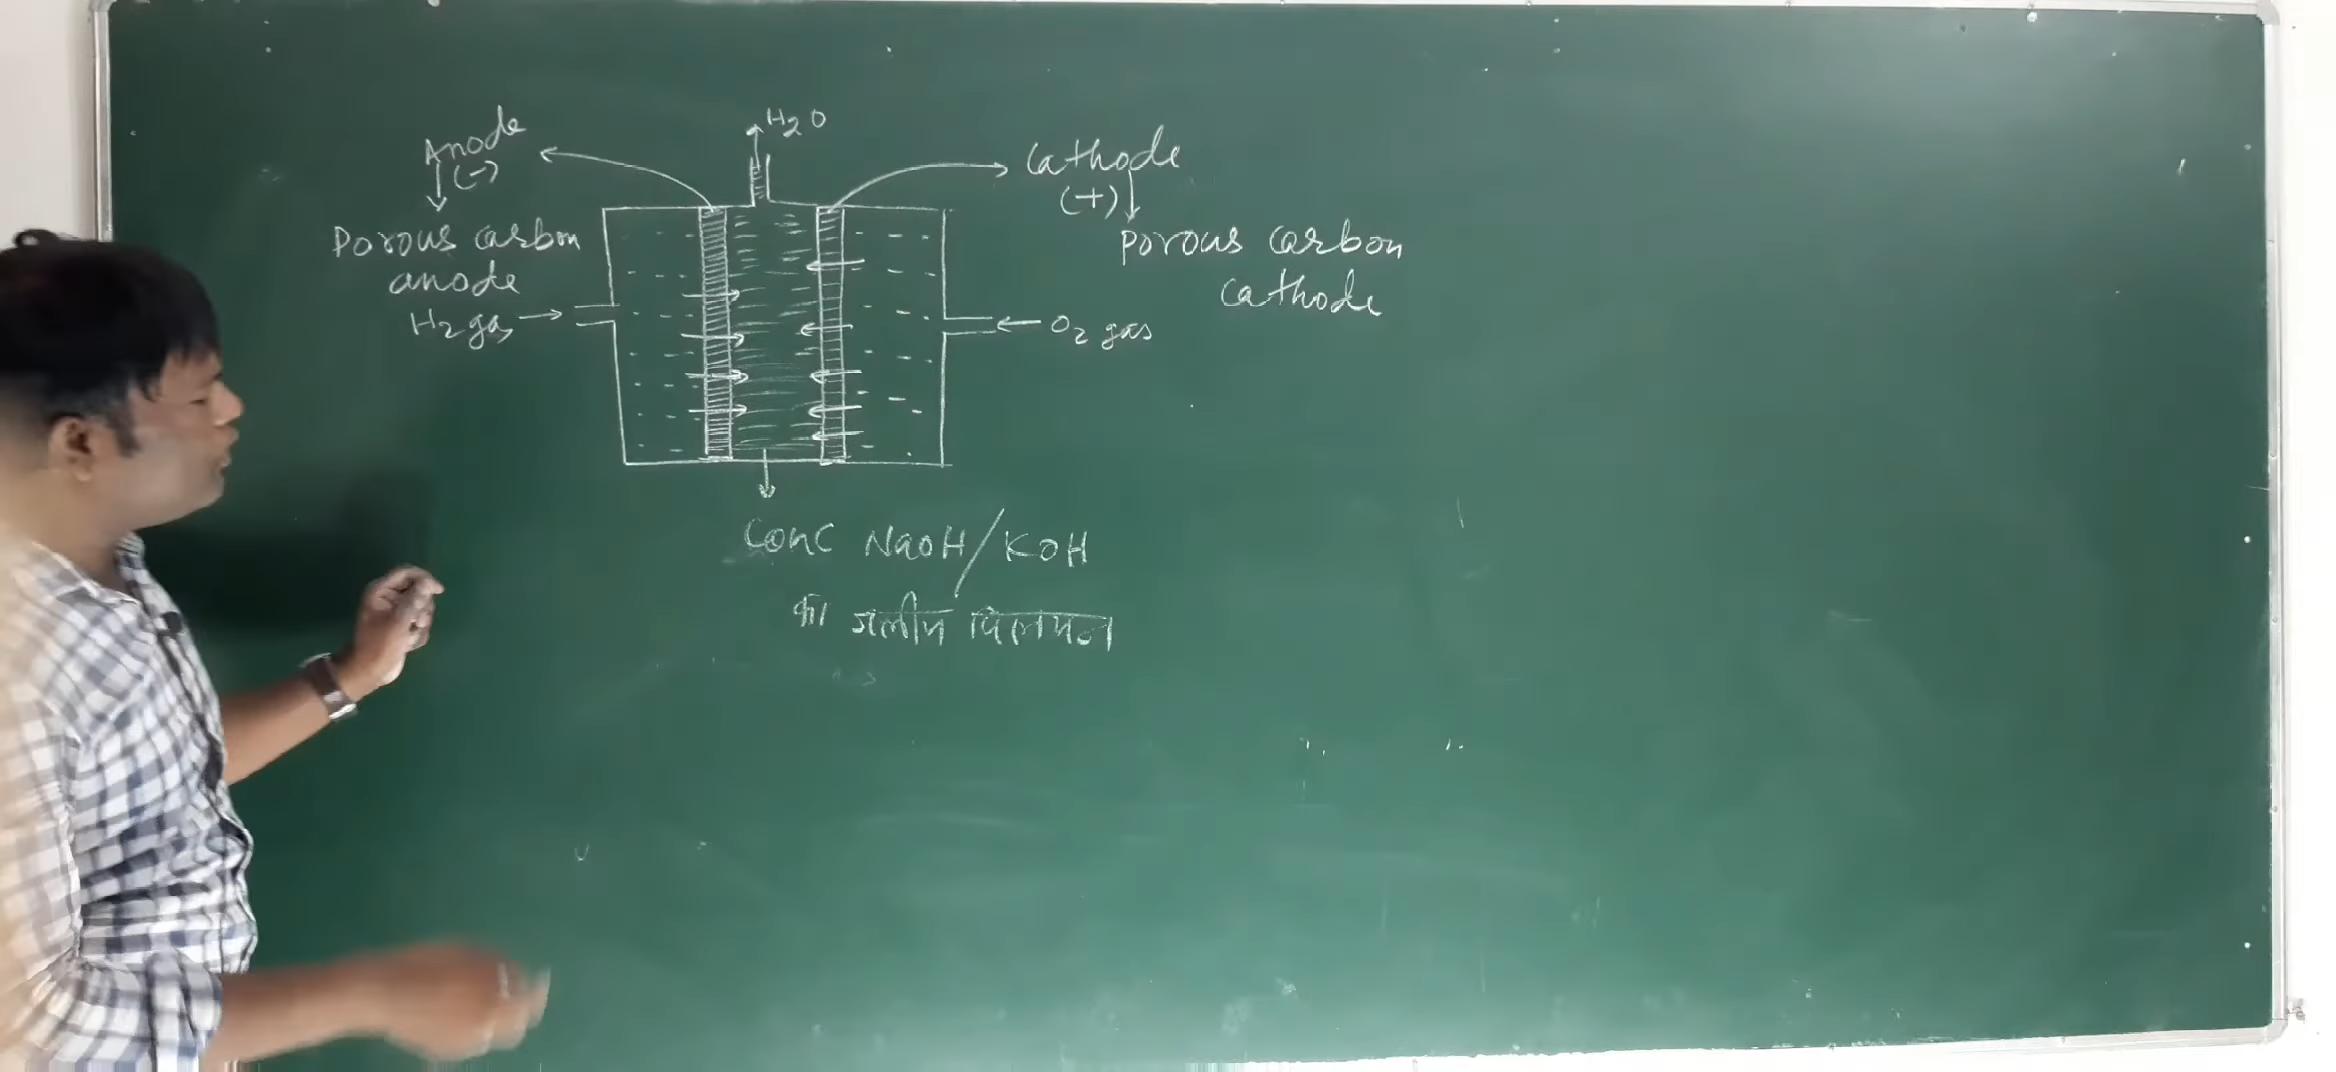 H2O
Anode
(-)
Porous carbon
anode
H2 gas
Cathode
(+)
Porous carbon
cathode
O2 gas
Conc NaOH/KOH
का जलीय विलयन